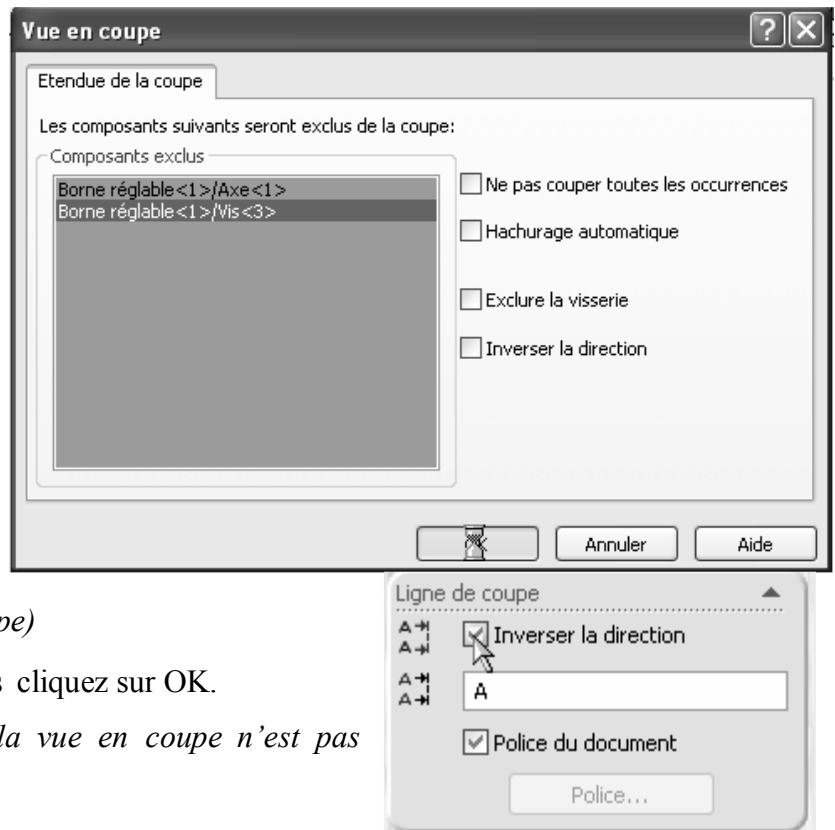 Vue en coupe
Etendue de la coupe
Les composants suivants seront exclus de la coupe:
Composants exclus
Borne réglable<1>/Axe<1>
Borne réglable<1>/Vis<3>
Ne pas couper toutes les occurrences
Hachurage automatique
Exclure la visserie
Inverser la direction
Annuler
Aide
pe)
s cliquez sur OK.
la vue en coupe n'est pas
Ligne de coupe
A
A
Inverser la direction
A
A
A
Police du document
Police...